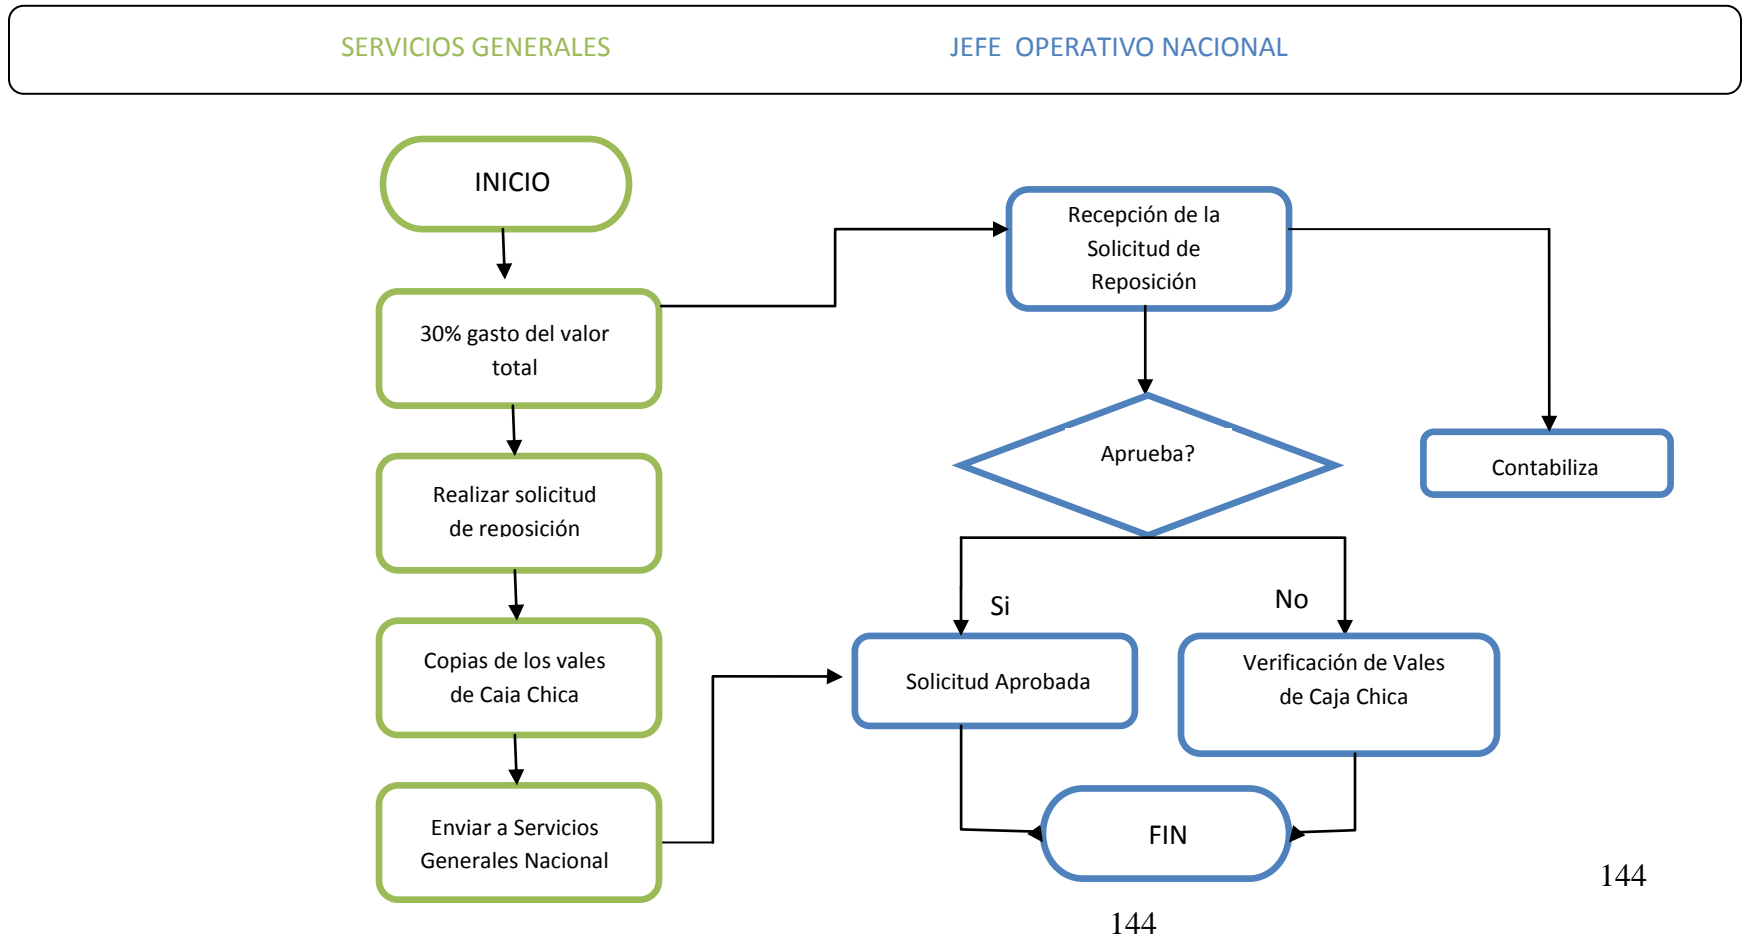 SERVICIOS GENERALES
JEFE  OPERATIVO NACIONAL
INICIO
30% gasto del valor
total
Realizar solicitud
de reposición
Copias de los vales
de Caja Chica
Enviar a Servicios
Generales Nacional
Recepción de la
Solicitud de
Reposición
Aprueba?
Contabiliza
Si
No
Solicitud Aprobada
Verificación de Vales
de Caja Chica
FIN
144
144